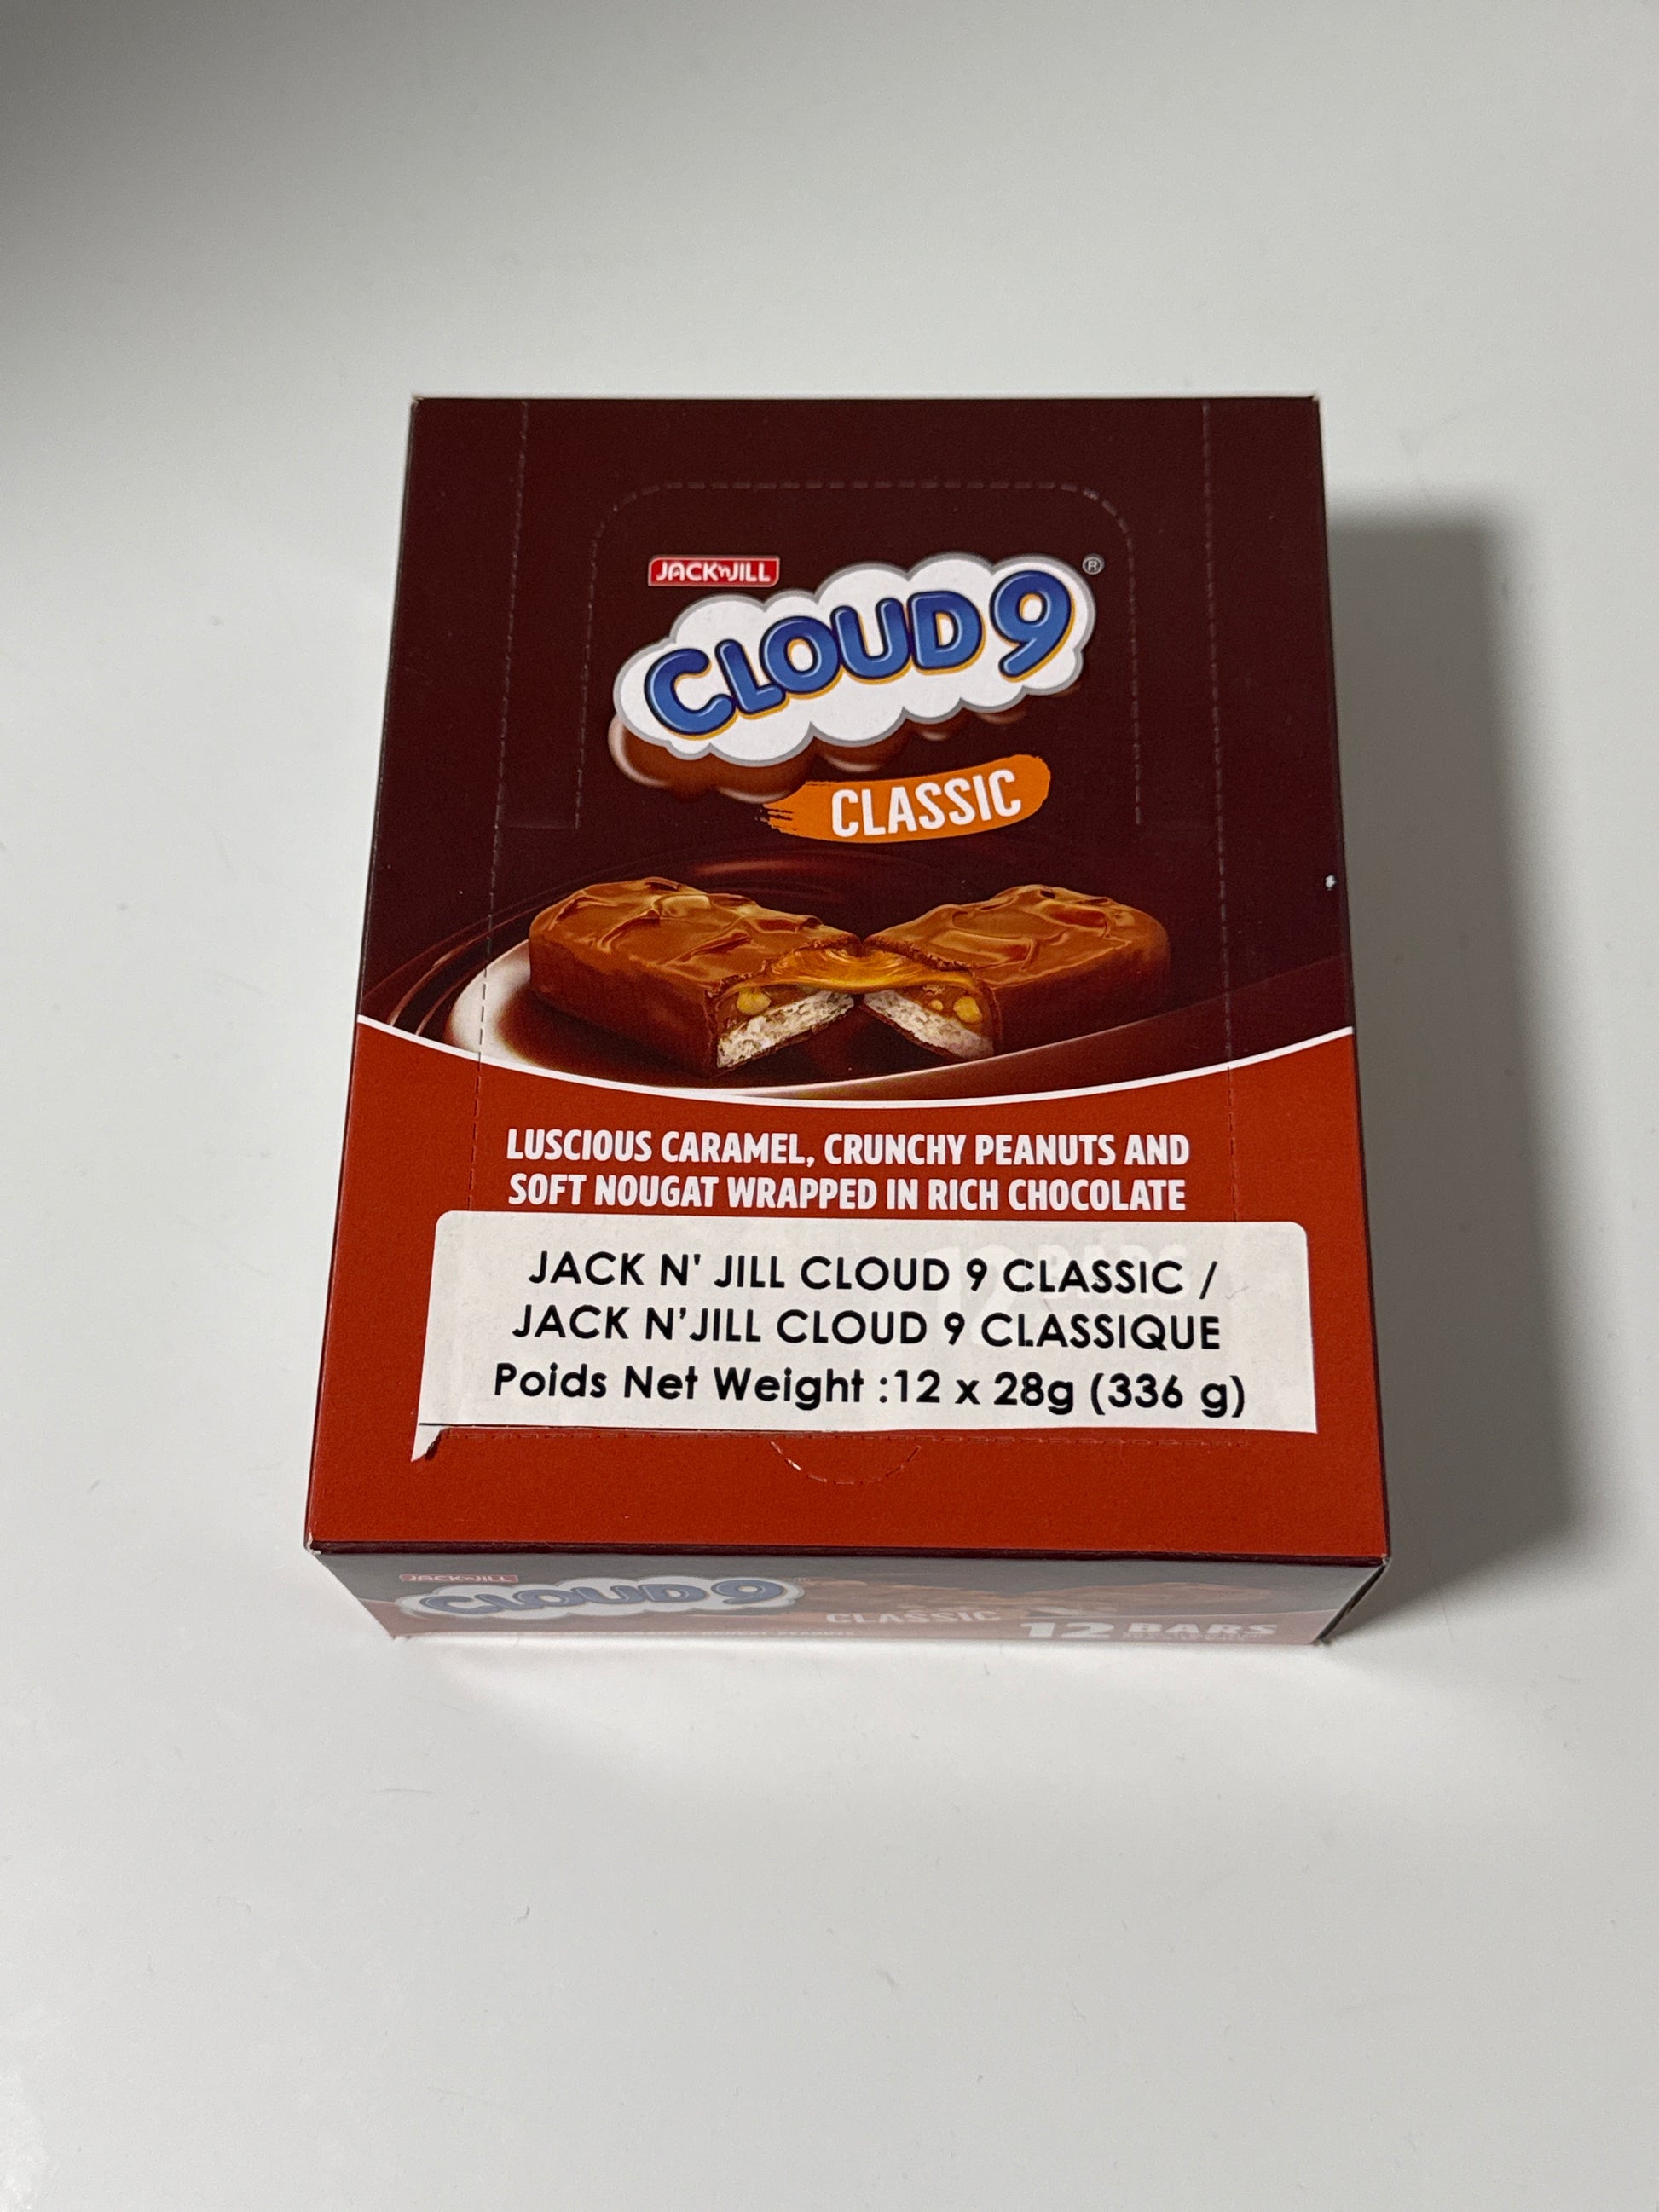 JACK'n JILL
CLOUD 9 ®
CLASSIC
LUSCIOUS CARAMEL, CRUNCHY PEANUTS AND
SOFT NOUGAT WRAPPED IN RICH CHOCOLATE
JACK N' JILL CLOUD 9 CLASSIC /
JACK N'JILL CLOUD 9 CLASSIQUE
Poids Net Weight :12 x 28g (336 g)
JACK'n JILL
CLOUD 9
CLASSIC
12 BARS